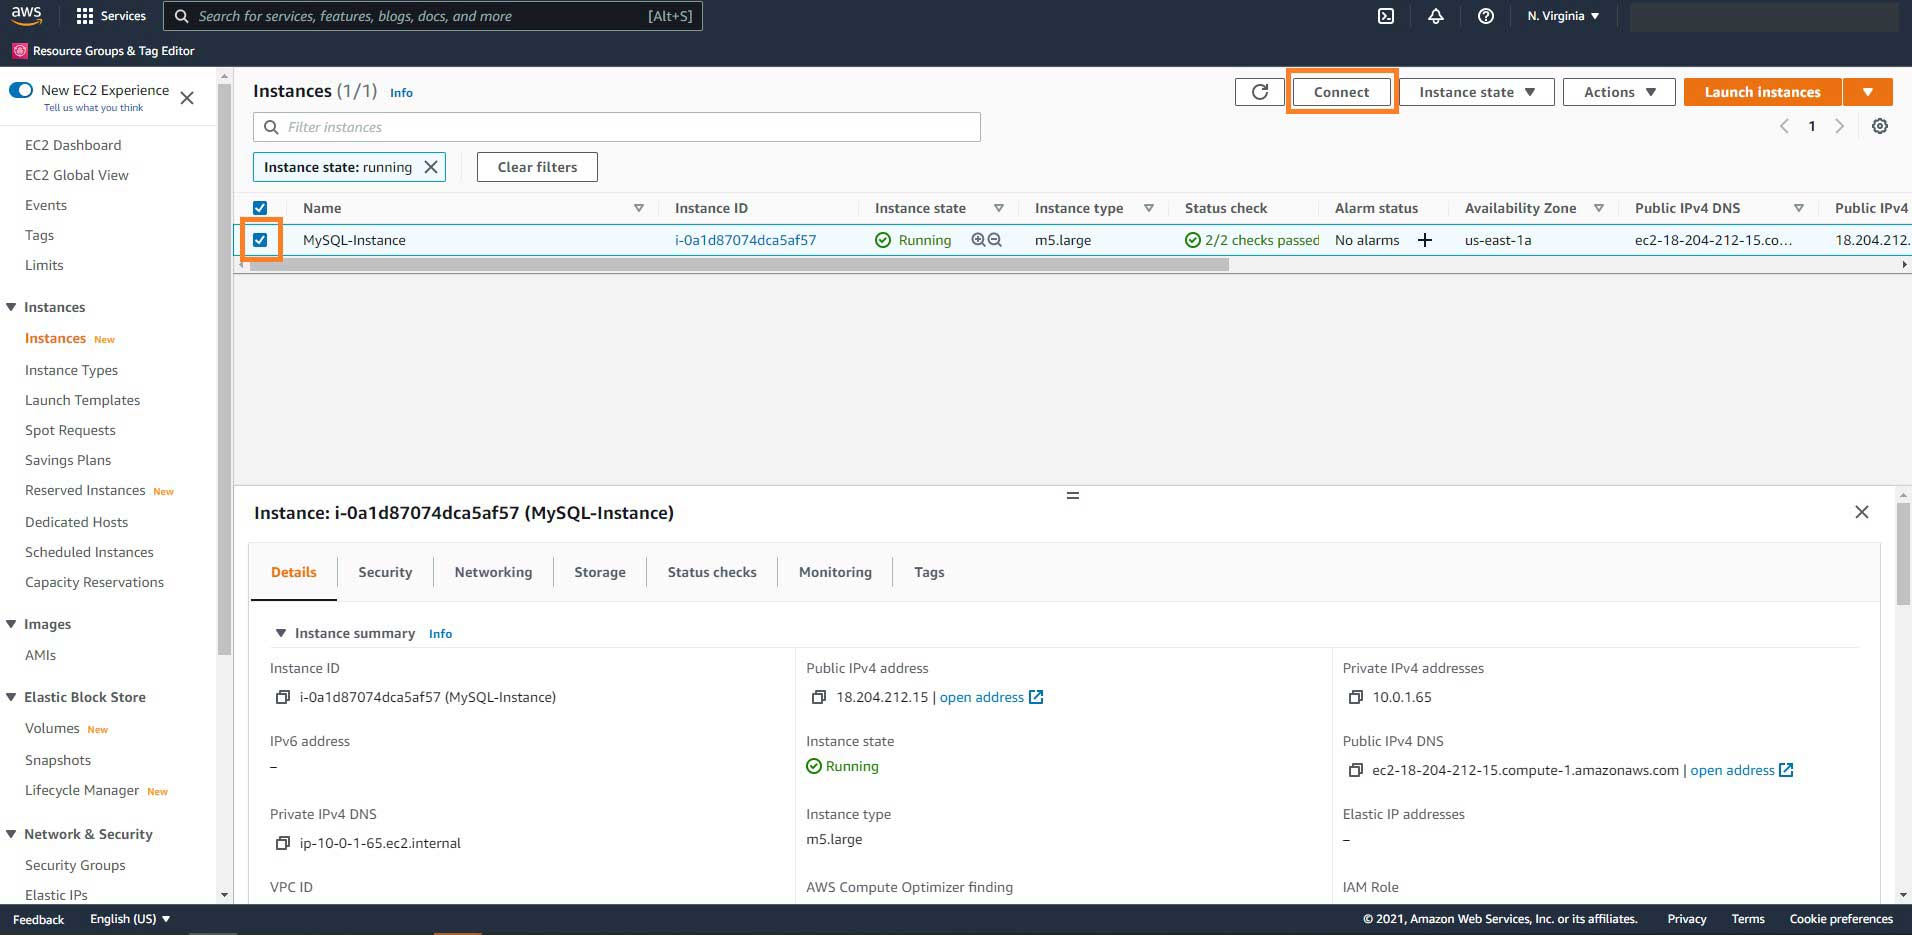 aws Services Search for services, features, blogs, docs, and more [Alt+S] N. Virginia
Resource Groups & Tag Editor
New EC2 Experience
Tell us what you think
EC2 Dashboard
EC2 Global View
Events
Tags
Limits
Instances
Instances New
Instance Types
Launch Templates
Spot Requests
Savings Plans
Reserved Instances New
Dedicated Hosts
Scheduled Instances
Capacity Reservations
Images
AMIs
Elastic Block Store
Volumes New
Snapshots
Lifecycle Manager New
Network & Security
Security Groups
Elastic IPs
Instances (1/1) Info Connect Instance state Actions Launch instances
Filter instances 1
Instance state: running Clear filters
Name Instance ID Instance state Instance type Status check Alarm status Availability Zone Public IPv4 DNS Public IPv4
MySQL-Instance i-0a1d87074dca5af57 Running m5.large 2/2 checks passed No alarms + us-east-1a ec2-18-204-212-15.co... 18.204.212.
Instance: i-0a1d87074dca5af57 (MySQL-Instance)
Details Security Networking Storage Status checks Monitoring Tags
Instance summary Info
Instance ID Public IPv4 address Private IPv4 addresses
i-0a1d87074dca5af57 (MySQL-Instance) 18.204.212.15 | open address 10.0.1.65
IPv6 address Instance state Public IPv4 DNS
– Running ec2-18-204-212-15.compute-1.amazonaws.com | open address
Private IPv4 DNS Instance type Elastic IP addresses
ip-10-0-1-65.ec2.internal m5.large –
VPC ID AWS Compute Optimizer finding IAM Role
Feedback English (US) © 2021, Amazon Web Services, Inc. or its affiliates. Privacy Terms Cookie preferences